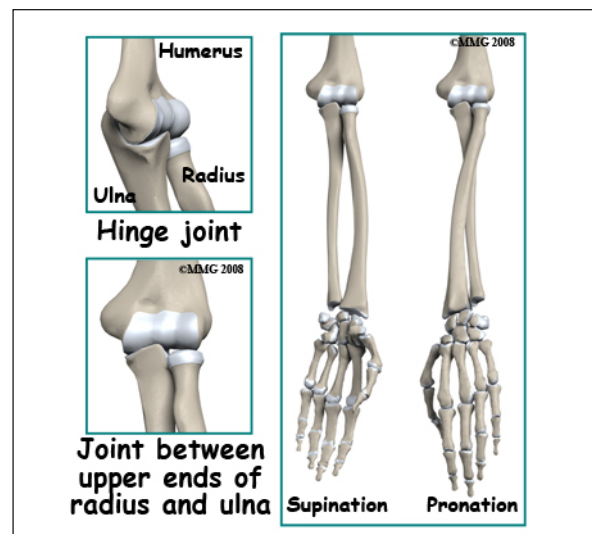 Humerus
Radius
Ulna
Hinge joint
©MMG 2008
Joint between
upper ends of
radius and ulna
©MMG 2008
Supination
Pronation